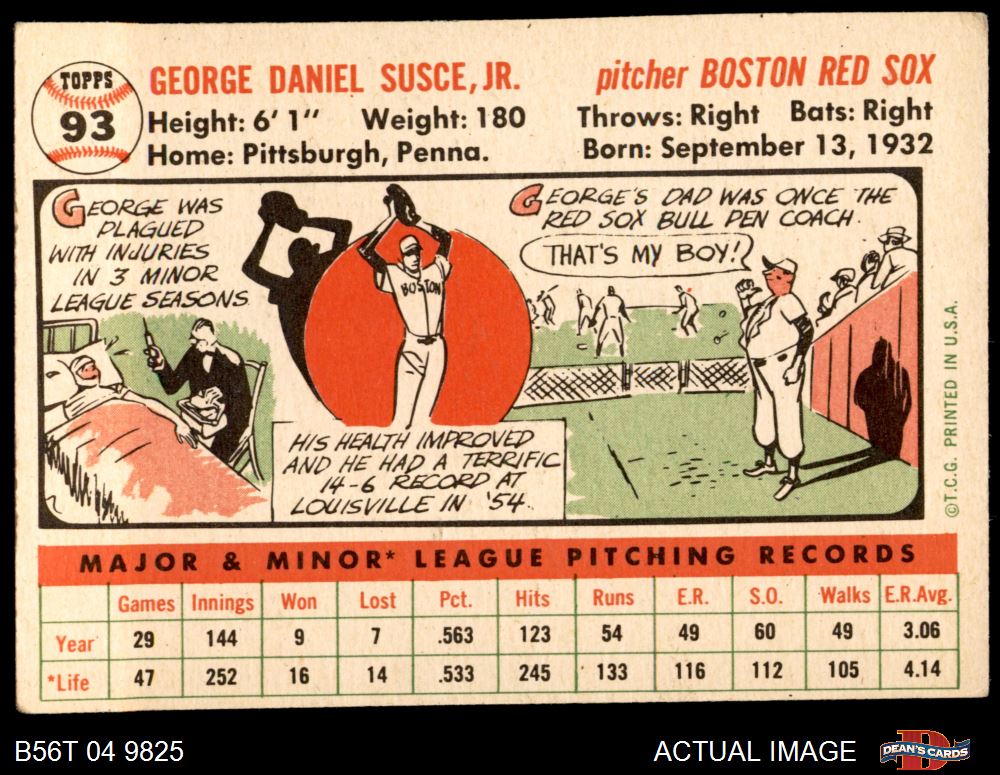 TOPPS
93
GEORGE DANIEL SUSCE, JR.
pitcher BOSTON RED SOX
Height: 6' 1" Weight: 180
Throws: Right Bats: Right
Home: Pittsburgh, Penna.
Born: September 13, 1932
GEORGE WAS
PLAGUED
WITH INJURIES
IN 3 MINOR
LEAGUE SEASONS
BOSTON
HIS HEALTH IMPROVED
AND HE HAD A TERRIFIC
14-6 RECORD AT
LOUISVILLE IN '54.
GEORGE'S DAD WAS ONCE THE
RED SOX BULL PEN COACH.
THAT'S MY BOY!
©T.C.G. PRINTED IN U.S.A.
MAJOR & MINOR* LEAGUE PITCHING RECORDS
Games Innings Won Lost Pct. Hits Runs E.R. S.O. Walks E.R.Avg.
Year 29 144 9 7 .563 123 54 49 60 49 3.06
*Life 47 252 16 14 .533 245 133 116 112 105 4.14
B56T 04 9825
ACTUAL IMAGE
D
DEAN'S CARDS